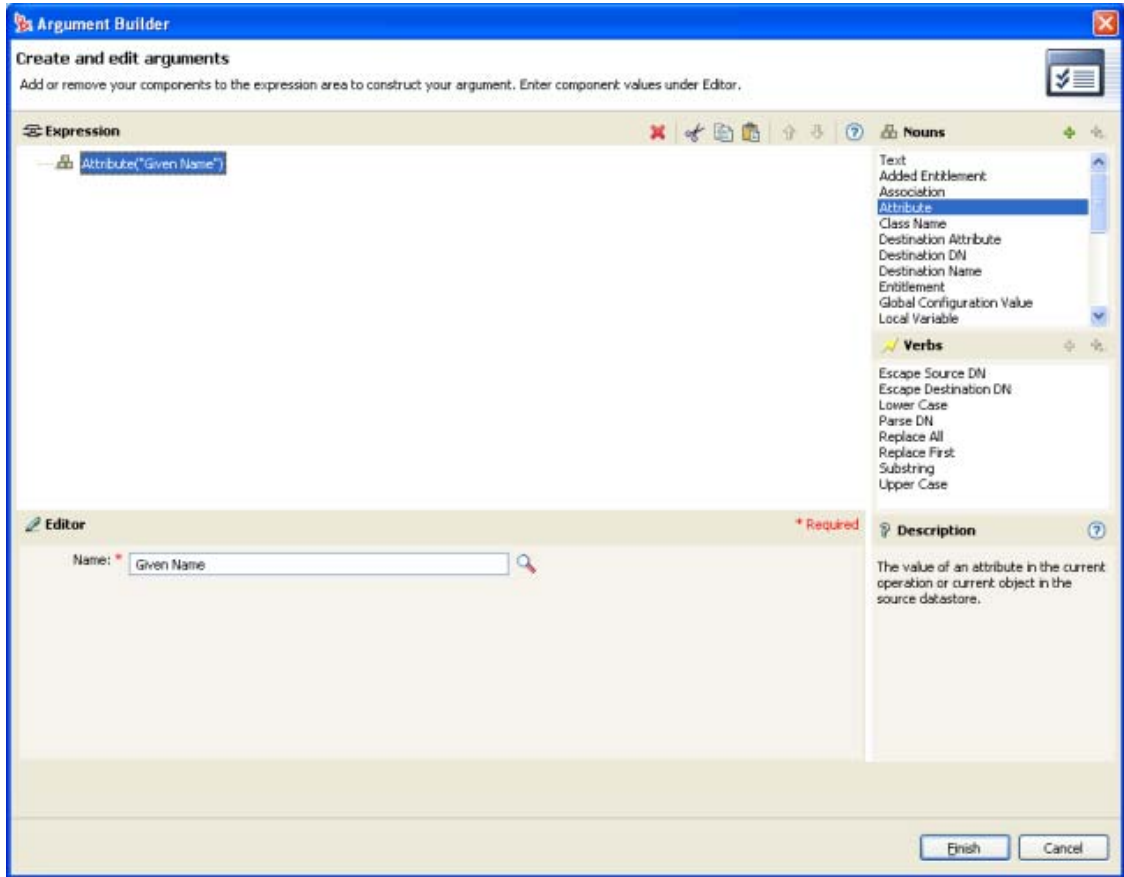 Argument Builder
Create and edit arguments
Add or remove your components to the expression area to construct your argument. Enter component values under Editor.
Expression
Attribute("Given Name")
Nouns
Text
Added Entitlement
Association
Attribute
Class Name
Destination Attribute
Destination DN
Destination Name
Entitlement
Global Configuration Value
Local Variable
Verbs
Escape Source DN
Escape Destination DN
Lower Case
Parse DN
Replace All
Replace First
Substring
Upper Case
Editor
* Required
Name: *
Given Name
Description
The value of an attribute in the current
operation or current object in the
source datastore.
Finish
Cancel